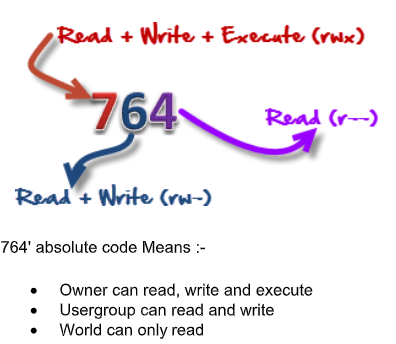 Read + Write + Execute (rwx)
764
Read (r--)
Read + Write (rw-)
764' absolute code Means :-
• Owner can read, write and execute
• Usergroup can read and write
• World can only read